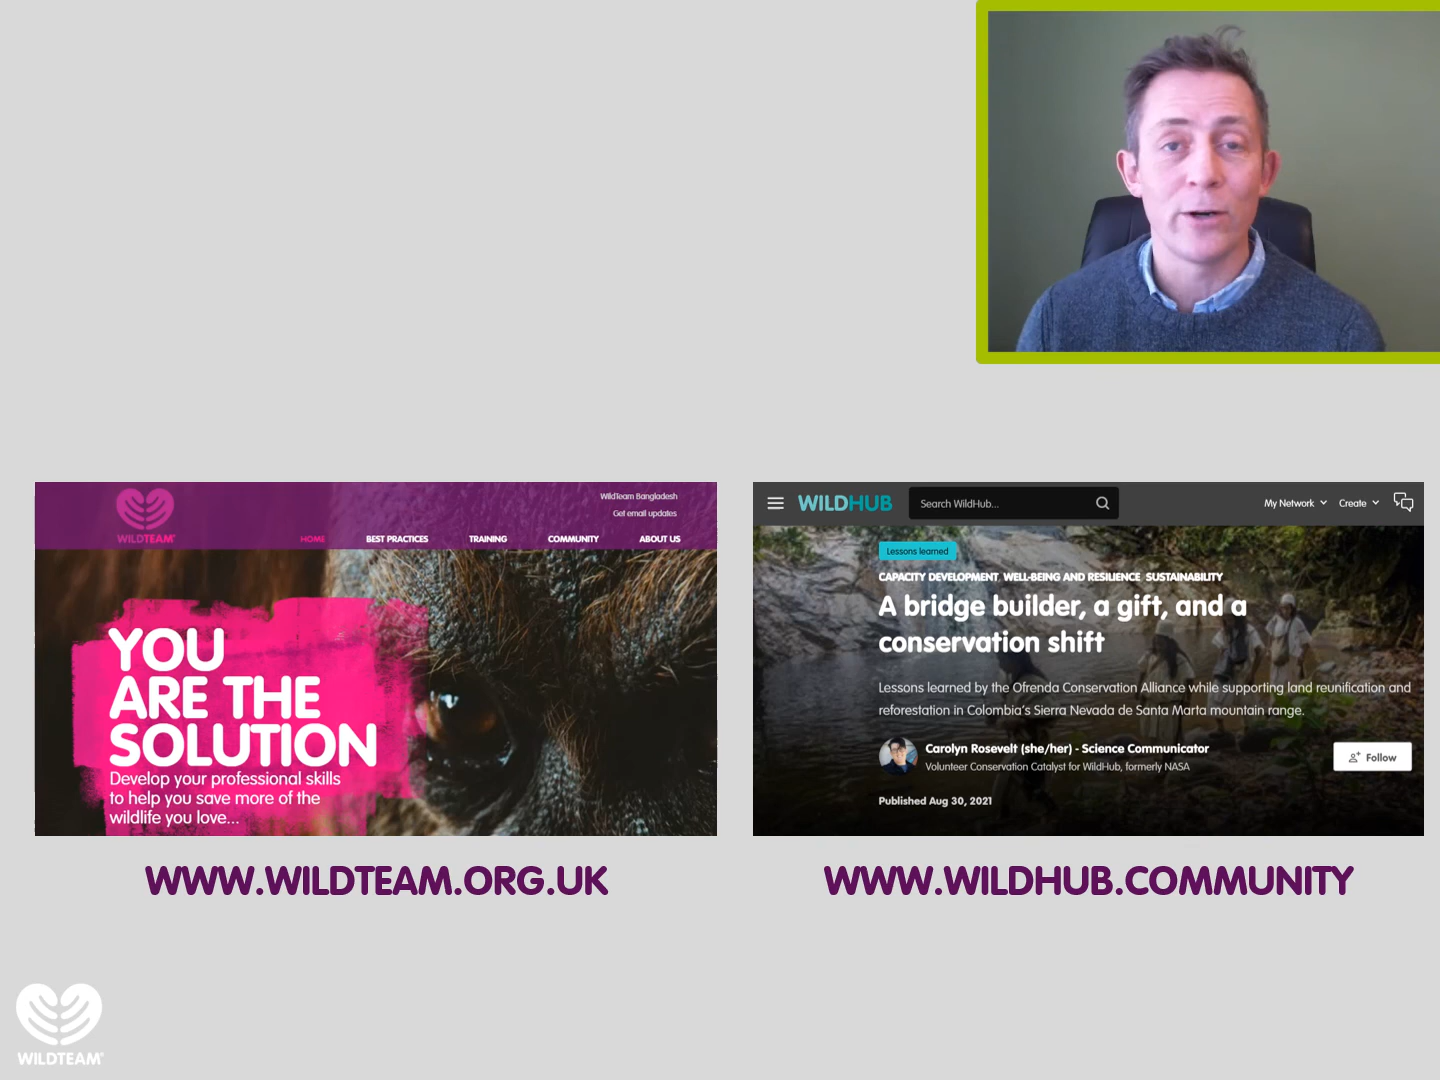 WildTeam Bangladesh
Get email updates
WILDTEAM®
HOME BEST PRACTICES TRAINING COMMUNITY ABOUT US
YOU
ARE THE
SOLUTION
Develop your professional skills
to help you save more of the
wildlife you love...
WWW.WILDTEAM.ORG.UK
WILDHUB Search WildHub... My Network Create
Lessons learned
CAPACITY DEVELOPMENT WELL-BEING AND RESILIENCE SUSTAINABILITY
A bridge builder, a gift, and a
conservation shift
Lessons learned by the Ofrenda Conservation Alliance while supporting land reunification and
reforestation in Colombia's Sierra Nevada de Santa Marta mountain range.
Carolyn Rosevelt (she/her) - Science Communicator
Volunteer Conservation Catalyst for WildHub, formerly NASA
Follow
Published Aug 30, 2021
WWW.WILDHUB.COMMUNITY
WILDTEAM®